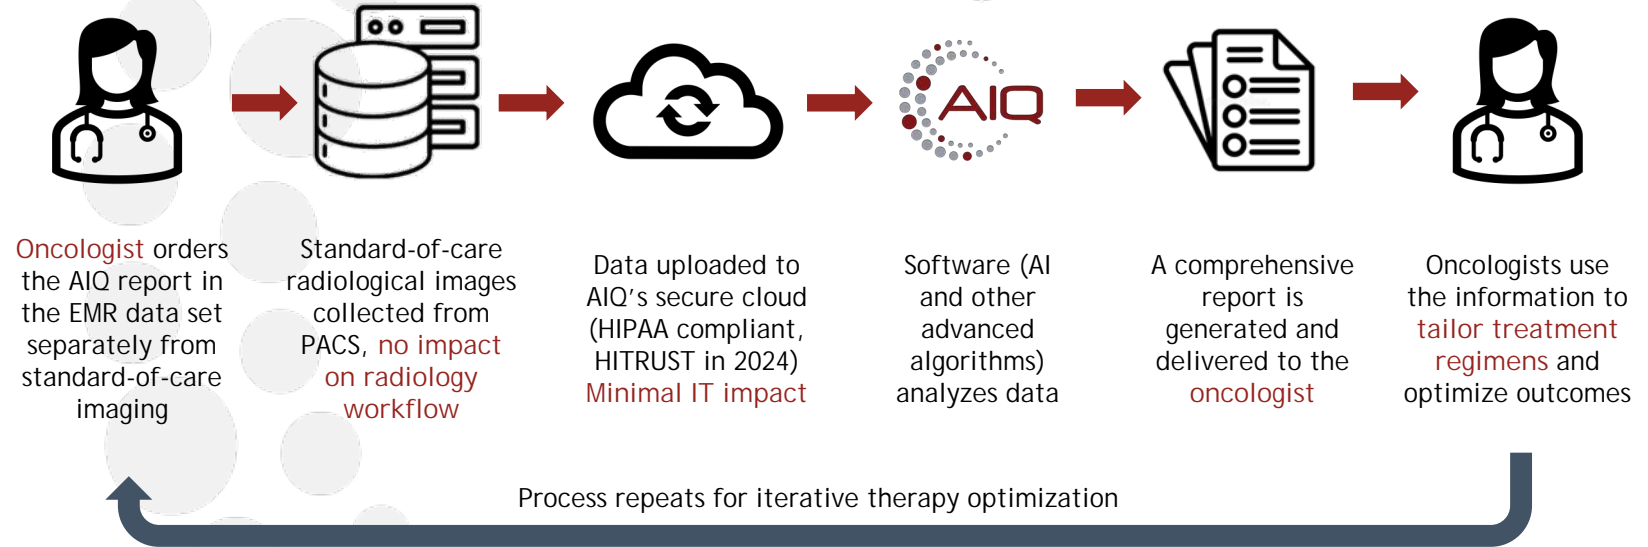 AIQ
Oncologist orders
the AIQ report in
the EMR data set
separately from
standard-of-care
imaging
Standard-of-care
radiological images
collected from
PACS, no impact
on radiology
workflow
Data uploaded to
AIQ's secure cloud
(HIPAA compliant,
HITRUST in 2024)
Minimal IT impact
Software (AI
and other
advanced
algorithms)
analyzes data
A comprehensive
report is
generated and
delivered to the
oncologist
Oncologists use
the information to
tailor treatment
regimens and
optimize outcomes
Process repeats for iterative therapy optimization